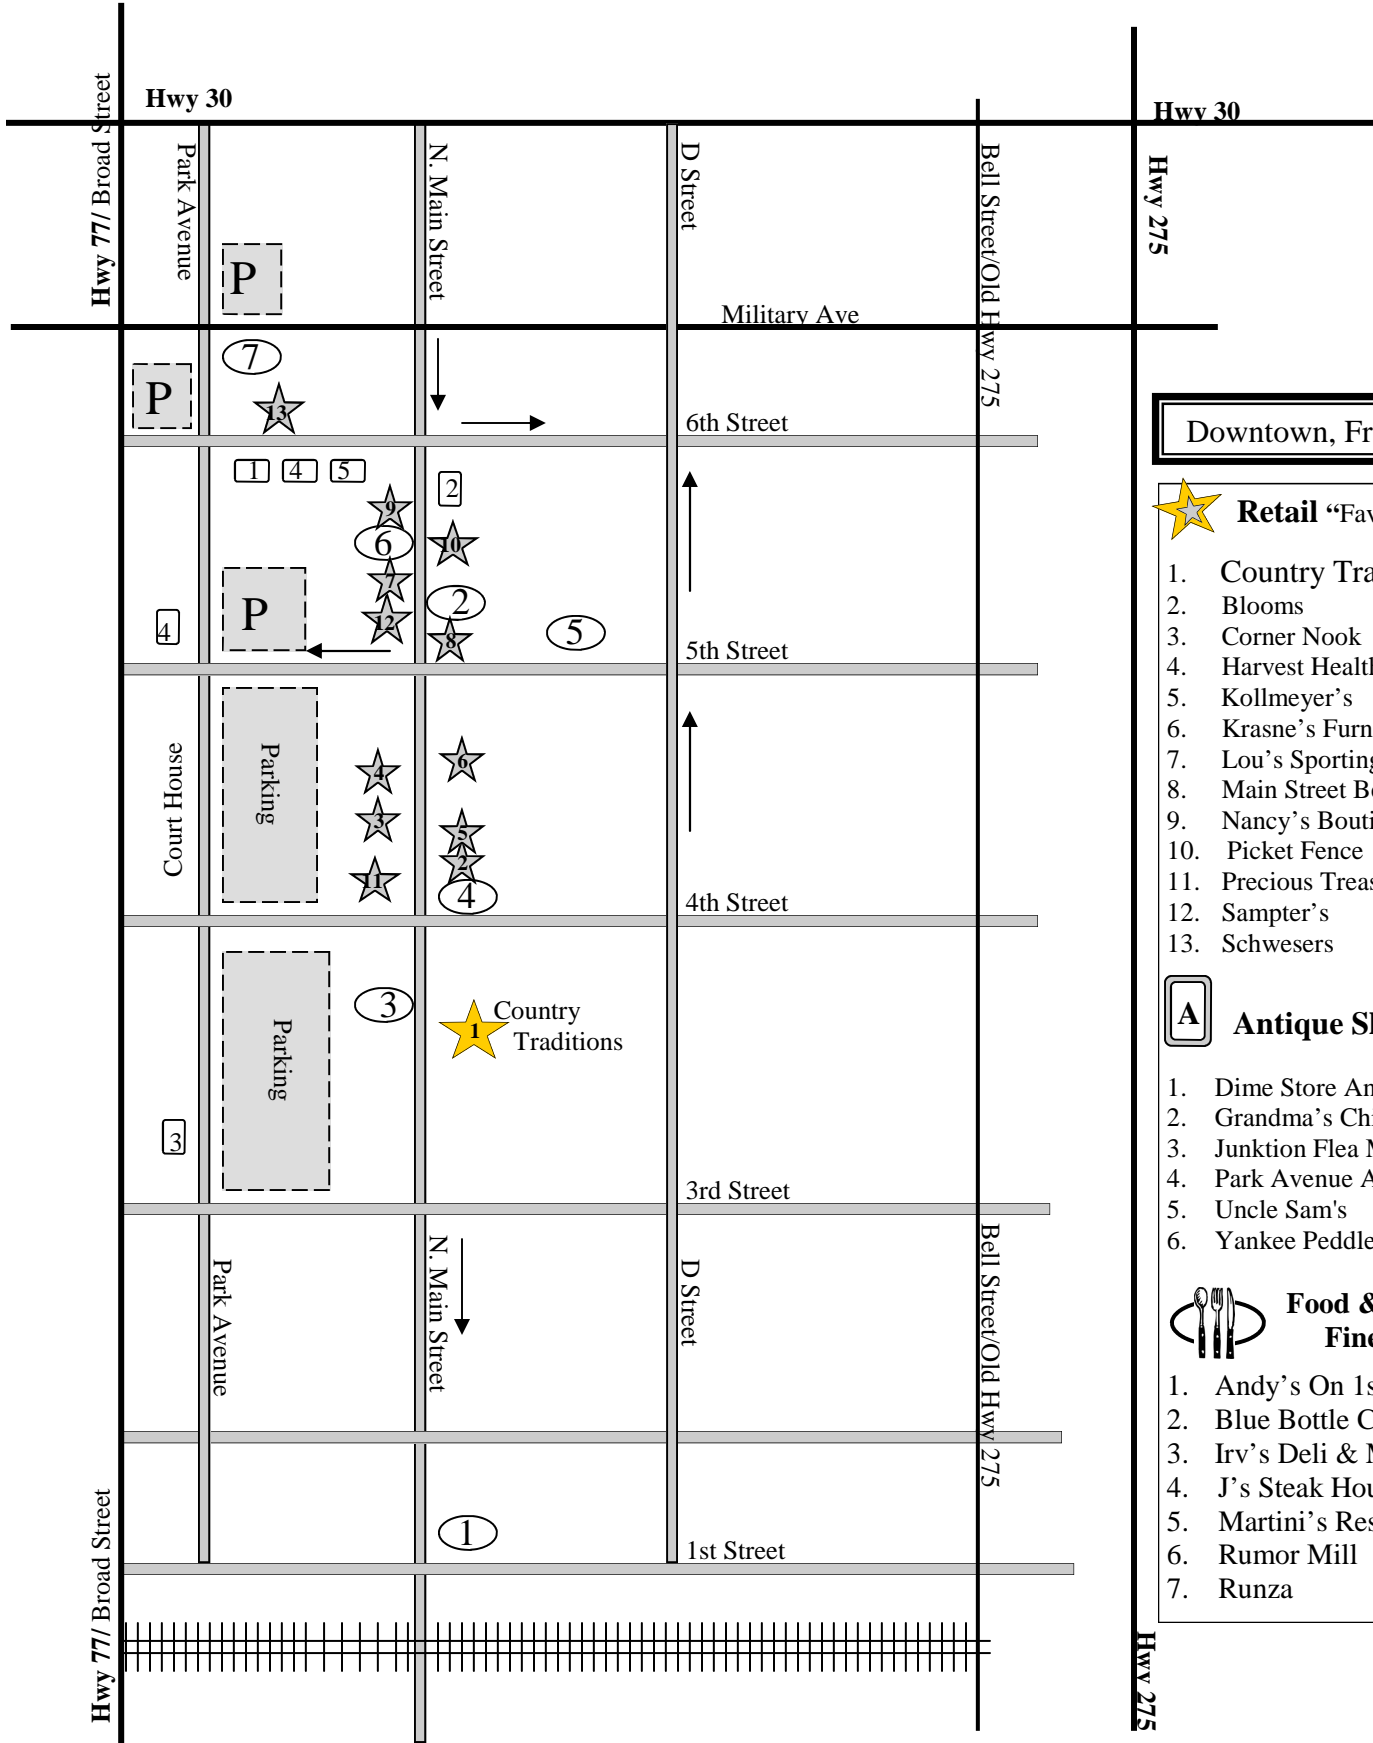 Hwy 30
Hwy 30
Hwy 77/ Broad Street
Park Avenue
N. Main Street
D Street
Bell Street/Old Hwy 275
Hwy 275
P
Military Ave
7
P
13
6th Street
1 4 5
2
9
6
10
7
P
2
12
4
8
5
5th Street
Court House
Parking
4
6
3
5
2
11
4
4th Street
Parking
3
1
Country
Traditions
3
3rd Street
Park Avenue
N. Main Street
D Street
Bell Street/Old Hwy 275
Hwy 77/ Broad Street
1
1st Street
Hwy 275
Downtown, Fr
Retail “Fav
1. Country Tra
2. Blooms
3. Corner Nook
4. Harvest Health
5. Kollmeyer’s
6. Krasne’s Furn
7. Lou’s Sporting
8. Main Street Bo
9. Nancy’s Bouti
10. Picket Fence
11. Precious Treas
12. Sampter’s
13. Schwesers
A
Antique Sh
1. Dime Store An
2. Grandma’s Chi
3. Junktion Flea M
4. Park Avenue A
5. Uncle Sam's
6. Yankee Peddle
Food &
Fine
1. Andy’s On 1s
2. Blue Bottle C
3. Irv’s Deli & M
4. J’s Steak Hou
5. Martini’s Res
6. Rumor Mill
7. Runza